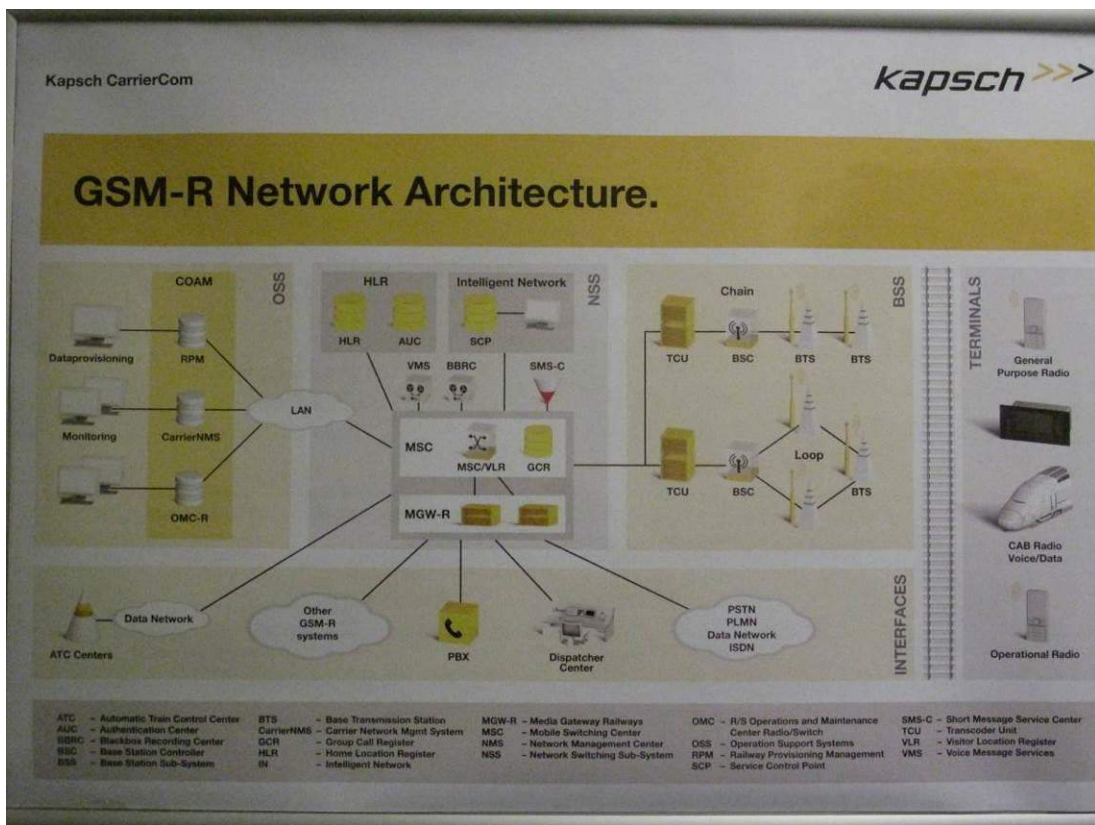 Kapsch CarrierCom
kapsch >>>
GSM-R Network Architecture.
COAM
OSS
Dataprovisioning
RPM
Monitoring
CarrierNMS
OMC-R
LAN
HLR
Intelligent Network
NSS
HLR
AUC
SCP
VMS
BBRC
SMS-C
MSC
MSC/VLR
GCR
MGW-R
Chain
BSS
TCU
BSC
BTS
BTS
Loop
TCU
BSC
BTS
TERMINALS
General
Purpose Radio
CAB Radio
Voice/Data
Operational Radio
ATC Centers
Data Network
Other
GSM-R
systems
PBX
Dispatcher
Center
PSTN
PLMN
Data Network
ISDN
INTERFACES
ATC – Automatic Train Control Center
AUC – Authentication Center
BBRC – Blackbox Recording Center
BSC – Base Station Controller
BSS – Base Station Sub-System
BTS – Base Transmission Station
CarrierNMS – Carrier Network Mgmt System
GCR – Group Call Register
HLR – Home Location Register
IN – Intelligent Network
MGW-R – Media Gateway Railways
MSC – Mobile Switching Center
NMS – Network Management Center
NSS – Network Switching Sub-System
OMC – R/S Operations and Maintenance
Center Radio/Switch
OSS – Operation Support Systems
RPM – Railway Provisioning Management
SCP – Service Control Point
SMS-C – Short Message Service Center
TCU – Transcoder Unit
VLR – Visitor Location Register
VMS – Voice Message Services